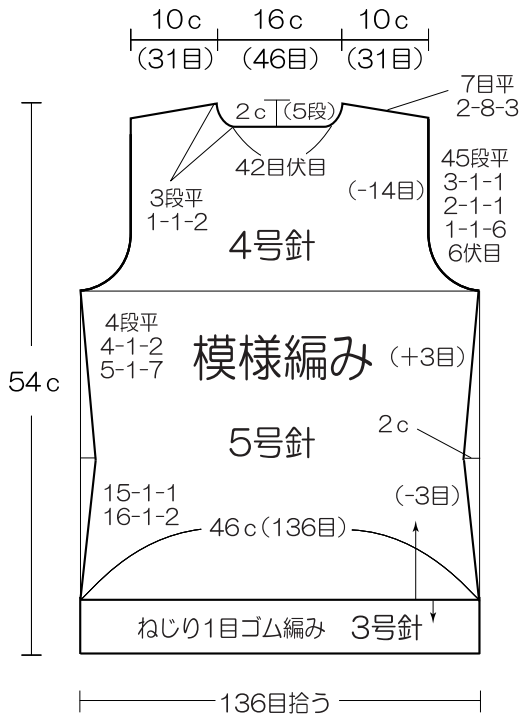 10c 16c 10c
(31目) (46目) (31目)
7目平
2-8-3
2c (5段)
42目伏目
3段平
1-1-2
(-14目)
45段平
3-1-1
2-1-1
1-1-6
6伏目
4号針
4段平
4-1-2
5-1-7
模様編み
(+3目)
54c
5号針
2c
15-1-1
16-1-2
(-3目)
46c(136目)
ねじり1目ゴム編み 3号針
136目拾う